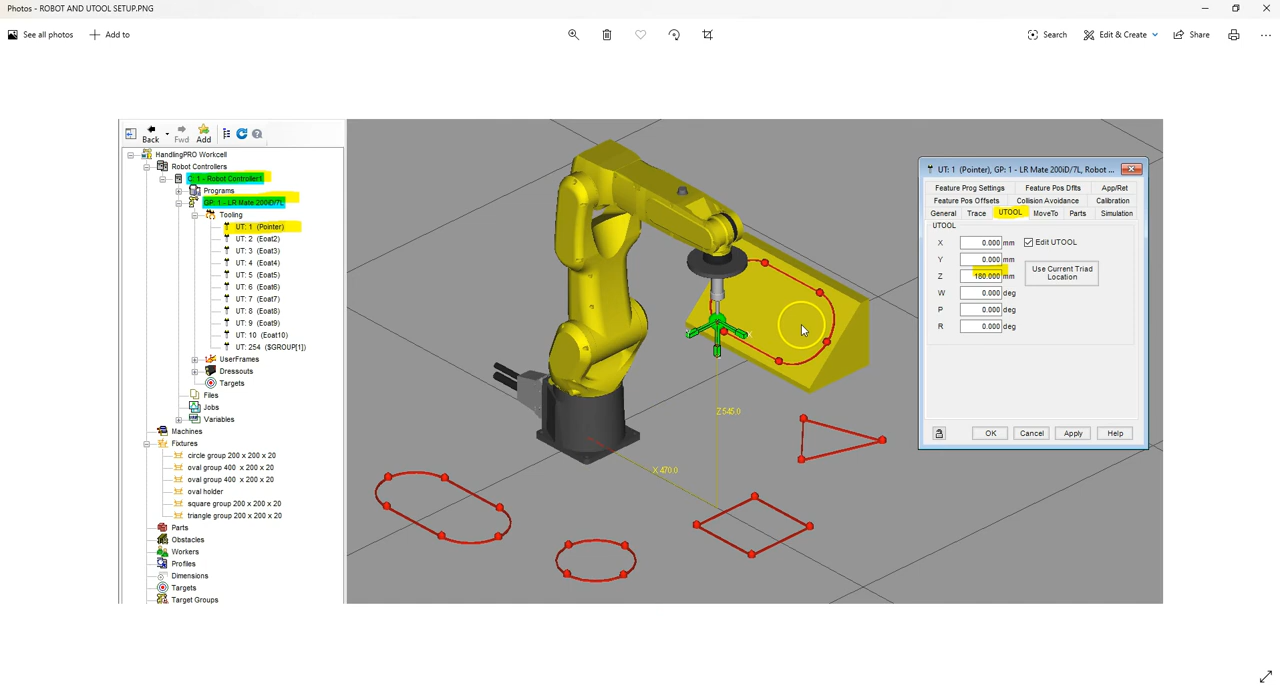 Photos - ROBOT AND UTOOL SETUP.PNG
See all photos
Add to
Search
Edit & Create
Share
Back
Fwd
Add
HandlingPRO Workcell
Robot Controllers
C: 1 - Robot Controller1
Programs
GP: 1 - LR Mate 200iD/7L
Tooling
UT: 1 (Pointer)
UT: 2 (Eoat2)
UT: 3 (Eoat3)
UT: 4 (Eoat4)
UT: 5 (Eoat5)
UT: 6 (Eoat6)
UT: 7 (Eoat7)
UT: 8 (Eoat8)
UT: 9 (Eoat9)
UT: 10 (Eoat10)
UT: 254 ($GROUP[1])
UserFrames
Dressouts
Targets
Files
Jobs
Variables
Machines
Fixtures
circle group 200 x 200 x 20
oval group 400 x 200 x 20
oval group 400 x 200 x 20
oval holder
square group 200 x 200 x 20
triangle group 200 x 200 x 20
Parts
Obstacles
Workers
Profiles
Dimensions
Targets
Target Groups
Z 545.0
X 470.0
UT: 1 (Pointer), GP: 1 - LR Mate 200iD/7L, Robot ...
Feature Prog Settings
Feature Pos Dflts
App/Ret
Feature Pos Offsets
Collision Avoidance
Calibration
General
Trace
UTOOL
MoveTo
Parts
Simulation
UTOOL
X 0.000 mm
Edit UTOOL
Y 0.000 mm
Z 180.000 mm
Use Current Triad
Location
W 0.000 deg
P 0.000 deg
R 0.000 deg
OK
Cancel
Apply
Help